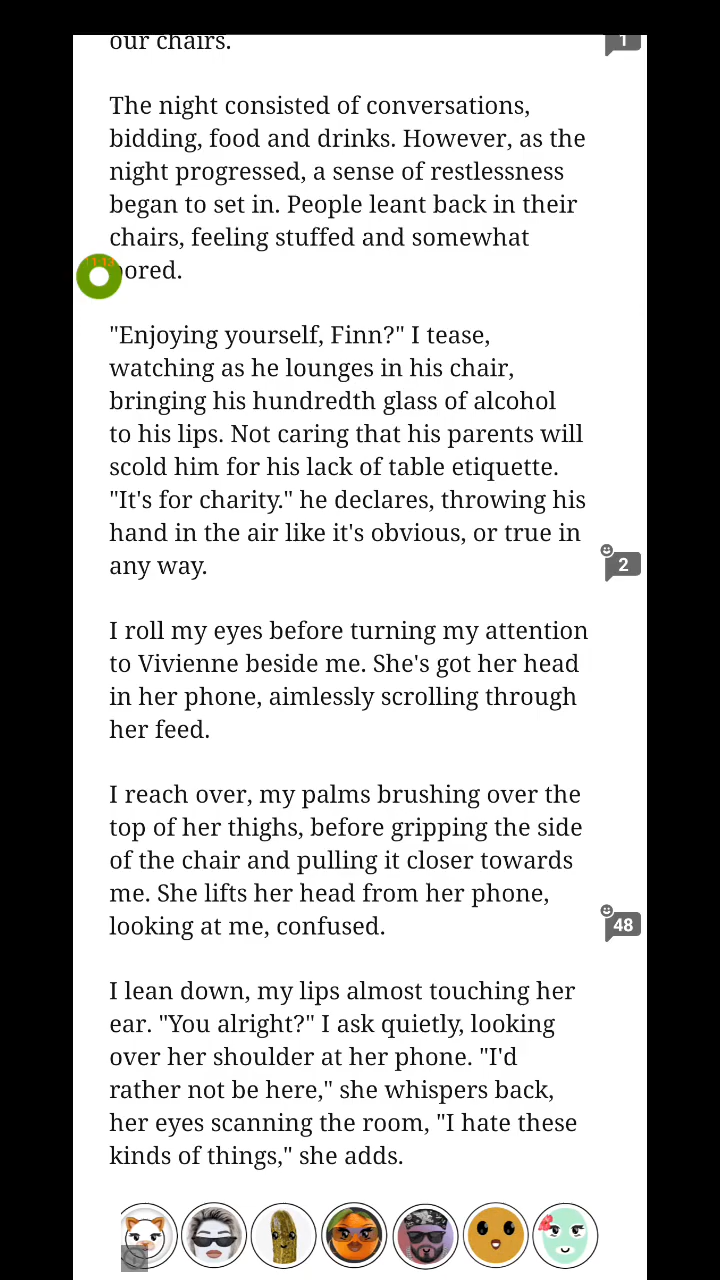 our chairs.
1
The night consisted of conversations,
bidding, food and drinks. However, as the
night progressed, a sense of restlessness
began to set in. People leant back in their
chairs, feeling stuffed and somewhat
bored.
"Enjoying yourself, Finn?" I tease,
watching as he lounges in his chair,
bringing his hundredth glass of alcohol
to his lips. Not caring that his parents will
scold him for his lack of table etiquette.
"It's for charity." he declares, throwing his
hand in the air like it's obvious, or true in
any way.
2
I roll my eyes before turning my attention
to Vivienne beside me. She's got her head
in her phone, aimlessly scrolling through
her feed.
I reach over, my palms brushing over the
top of her thighs, before gripping the side
of the chair and pulling it closer towards
me. She lifts her head from her phone,
looking at me, confused.
48
I lean down, my lips almost touching her
ear. "You alright?" I ask quietly, looking
over her shoulder at her phone. "I'd
rather not be here," she whispers back,
her eyes scanning the room, "I hate these
kinds of things," she adds.